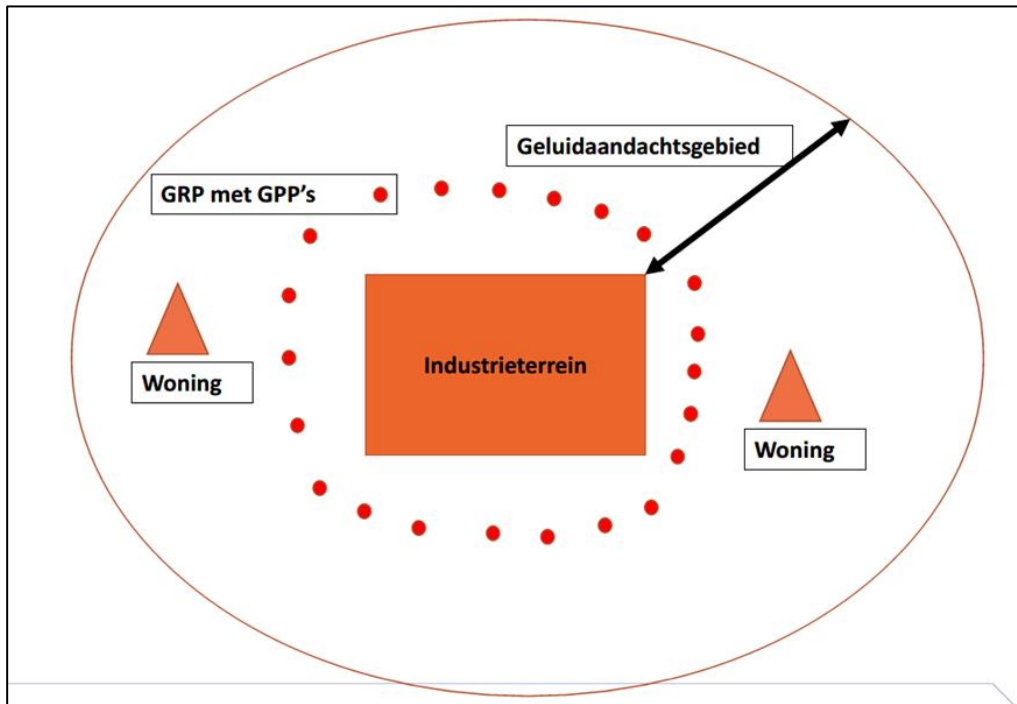 Geluidaandachtsgebied
GRP met GPP's
Industrieterrein
Woning
Woning